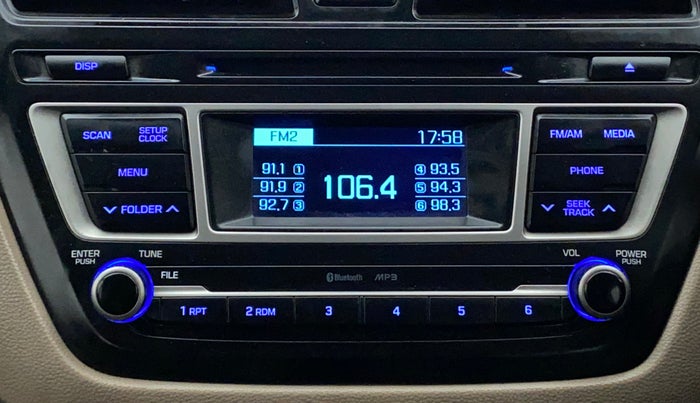 DISP
SCAN SETUP CLOCK
MENU
FOLDER
FM2 17:58
91.1 1 4 93.5
91.9 2 106.4 5 94.3
92.7 3 6 98.3
FM/AM MEDIA
PHONE
SEEK TRACK
ENTER PUSH TUNE
FILE
Bluetooth MP3
VOL POWER PUSH
1 RPT 2 RDM 3 4 5 6